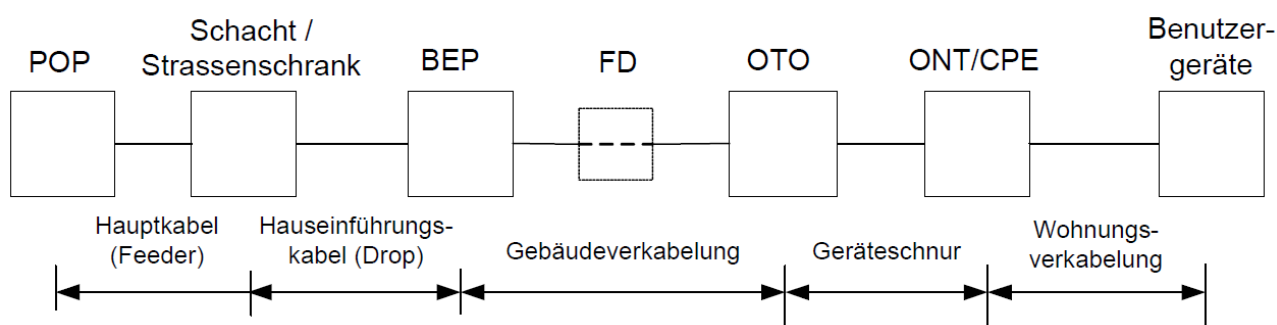 POP
Schacht /
Strassenschrank
BEP
FD
OTO
ONT/CPE
Benutzer-
geräte
Hauptkabel
(Feeder)
Hauseinführungs-
kabel (Drop)
Gebäudeverkabelung
Geräteschnur
Wohnungs-
verkabelung